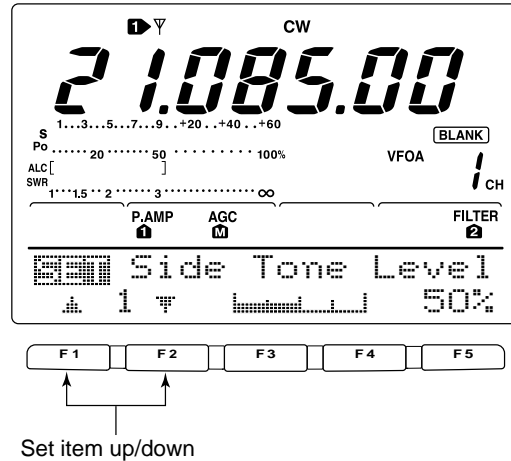 1 CW
21.085.00
S 1...3...5...7...9..+20..+40..+60
Po ...... 20 ...... 50 .......... 100%
BLANK
ALC [ ]
VFOA 1 CH
SWR 1 1.5 2 3 ∞
P.AMP AGC FILTER
1 M 2
SET Side Tone Level
▲ 1 ▼ 50%
F1 F2 F3 F4 F5
Set item up/down